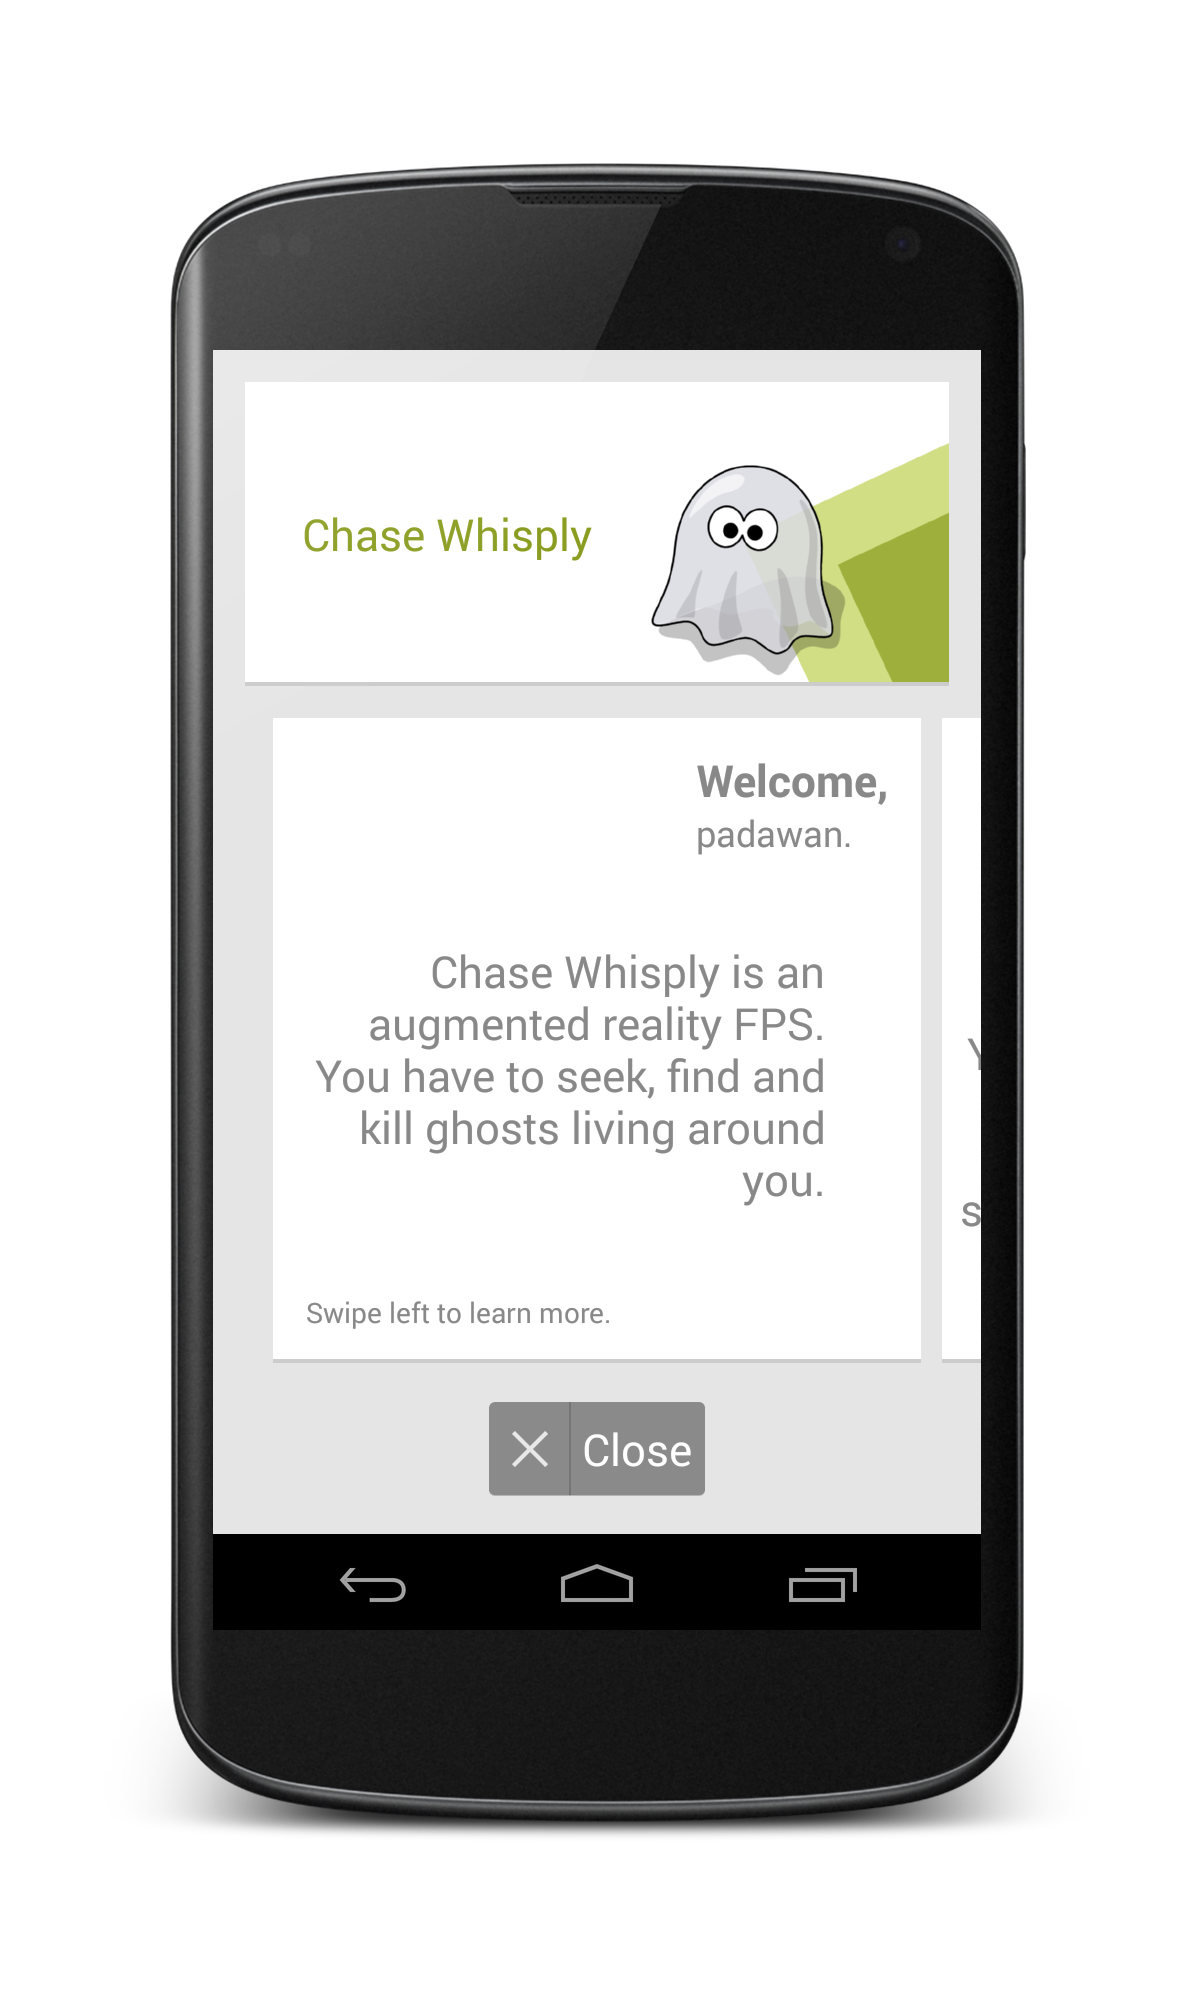 Chase Whisply
Welcome,
padawan.
Chase Whisply is an
augmented reality FPS.
You have to seek, find and
kill ghosts living around
you.
Swipe left to learn more.
Y
s
Close